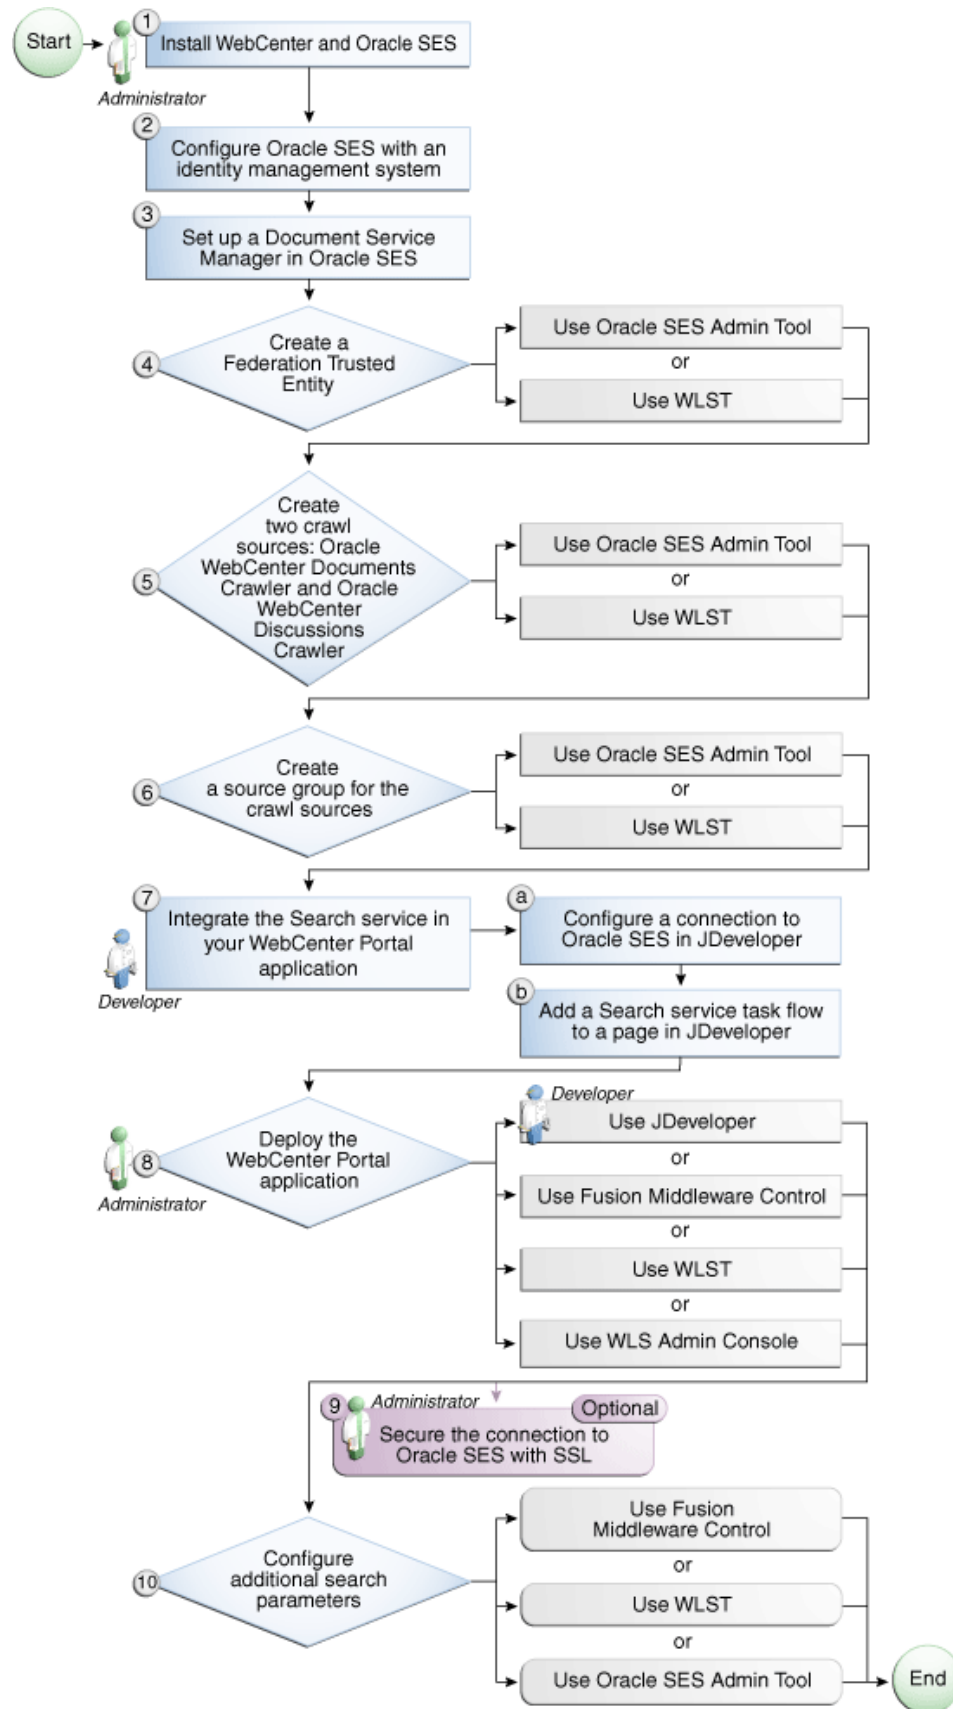 Start
1
Install WebCenter and Oracle SES
Administrator
2
Configure Oracle SES with an
identity management system
3
Set up a Document Service
Manager in Oracle SES
4
Create a
Federation Trusted
Entity
Use Oracle SES Admin Tool
or
Use WLST
5
Create
two crawl
sources: Oracle
WebCenter Documents
Crawler and Oracle
WebCenter
Discussions
Crawler
Use Oracle SES Admin Tool
or
Use WLST
6
Create
a source group for the
crawl sources
Use Oracle SES Admin Tool
or
Use WLST
7
Integrate the Search service in
your WebCenter Portal
application
Developer
a
Configure a connection to
Oracle SES in JDeveloper
b
Add a Search service task flow
to a page in JDeveloper
8
Deploy the
WebCenter Portal
application
Administrator
Developer
Use JDeveloper
or
Use Fusion Middleware Control
or
Use WLST
or
Use WLS Admin Console
9
Administrator
Optional
Secure the connection to
Oracle SES with SSL
10
Configure
additional search
parameters
Use Fusion
Middleware Control
or
Use WLST
or
Use Oracle SES Admin Tool
End